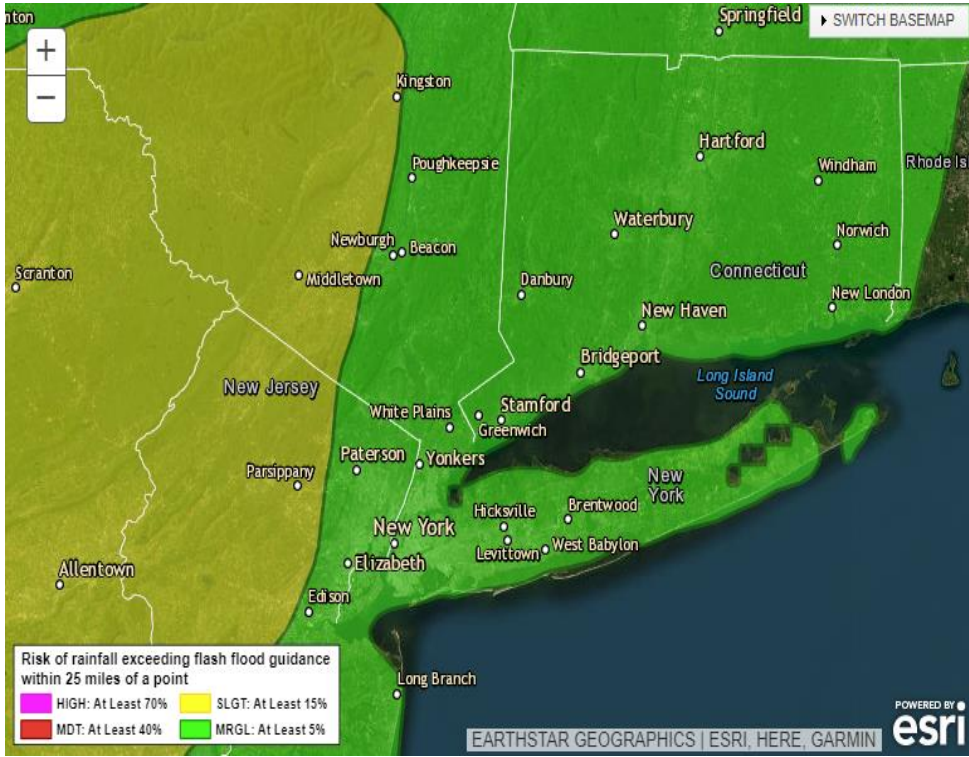 nton
+
−
Springfield
SWITCH BASEMAP
Kingston
Hartford
Poughkeepsie
Windham
Rhode Is
Waterbury
Newburgh
Beacon
Norwich
Scranton
Middletown
Danbury
Connecticut
New London
New Haven
Bridgeport
New Jersey
Long Island
Sound
White Plains
Stamford
Greenwich
Paterson
Yonkers
Parsippany
New
York
Hicksville
Brentwood
New York
Levittown
West Babylon
Allentown
Elizabeth
Edison
Long Branch
Risk of rainfall exceeding flash flood guidance
within 25 miles of a point
HIGH: At Least 70%
SLGT: At Least 15%
MDT: At Least 40%
MRGL: At Least 5%
POWERED BY
esri
EARTHSTAR GEOGRAPHICS | ESRI, HERE, GARMIN